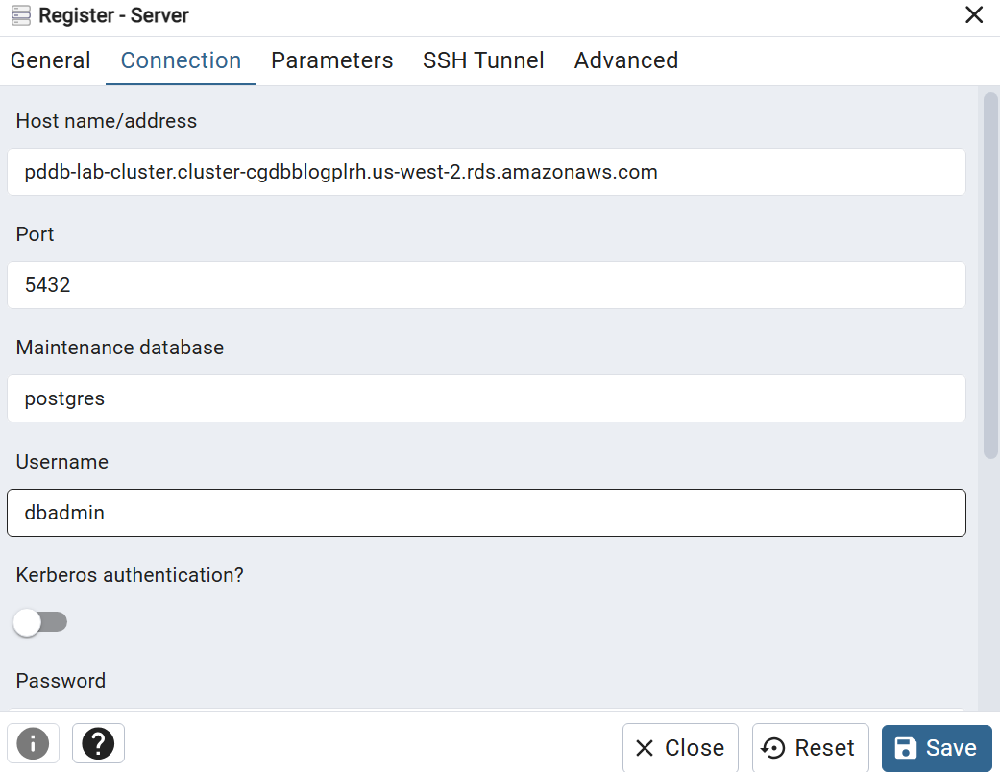 Register - Server
General Connection Parameters SSH Tunnel Advanced
Host name/address
pddb-lab-cluster.cluster-cgdbblogplrh.us-west-2.rds.amazonaws.com
Port
5432
Maintenance database
postgres
Username
dbadmin
Kerberos authentication?
Password
Close Reset Save